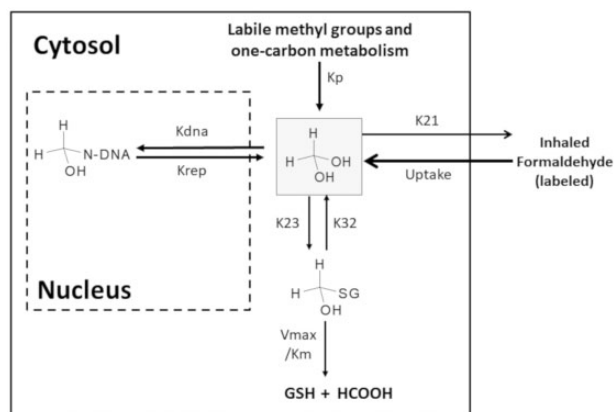 Cytosol
Labile methyl groups and
one-carbon metabolism
Kp
H
H
N-DNA
OH
Kdna
Krep
H
H
OH
OH
K21
Uptake
Inhaled
Formaldehyde
(labeled)
K23
K32
Nucleus
H
H
SG
OH
Vmax
/Km
GSH + HCOOH